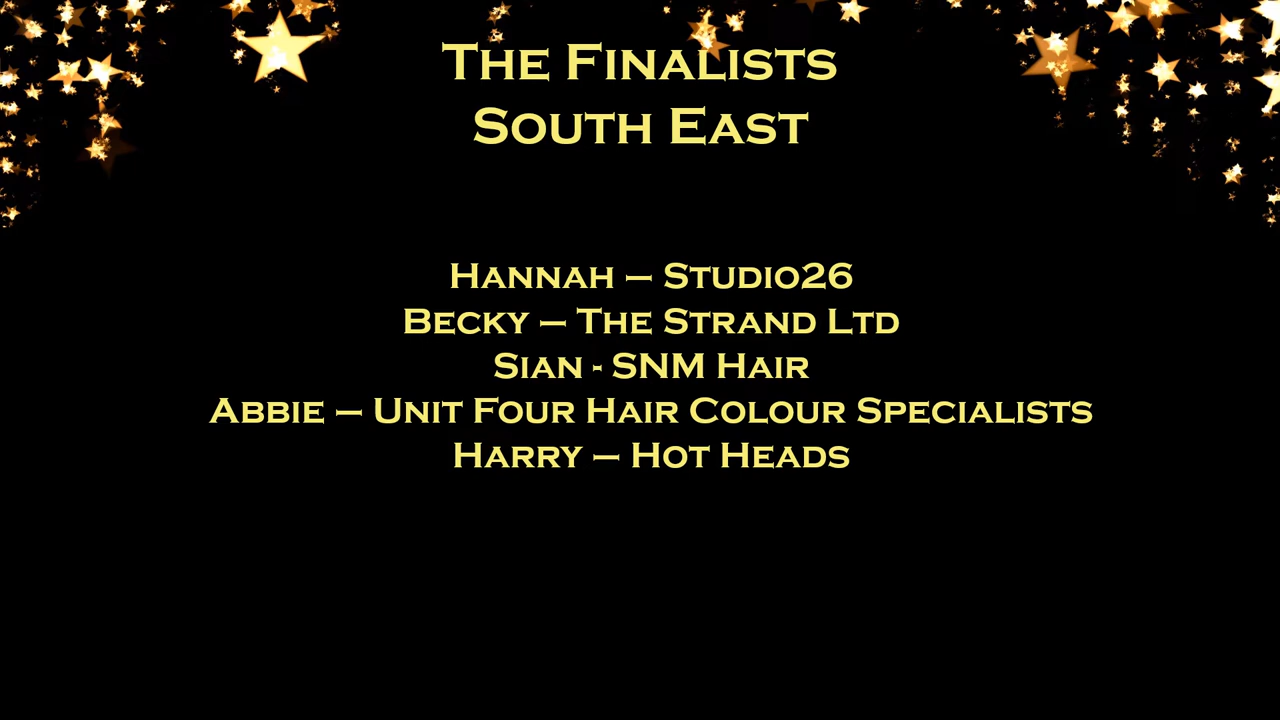 The Finalists
South East
Hannah – Studio26
Becky – The Strand Ltd
Sian - SNM Hair
Abbie – Unit Four Hair Colour Specialists
Harry – Hot Heads